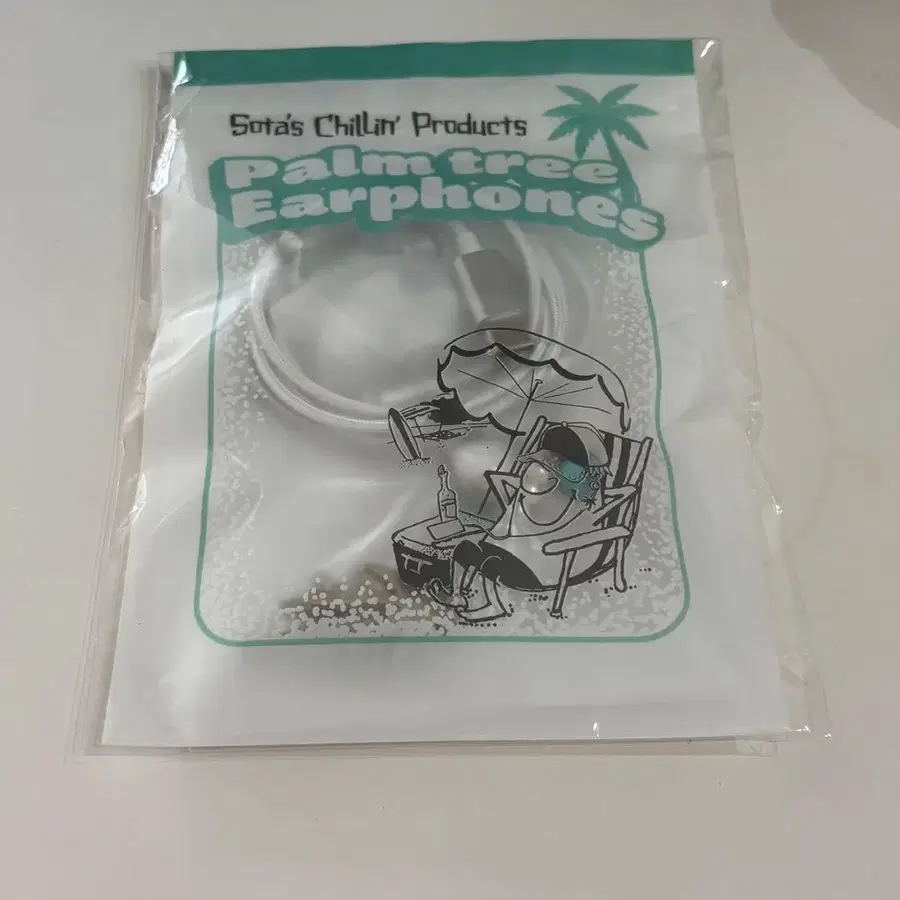 Sota's Chillin' Products
Palm tree
Earphones